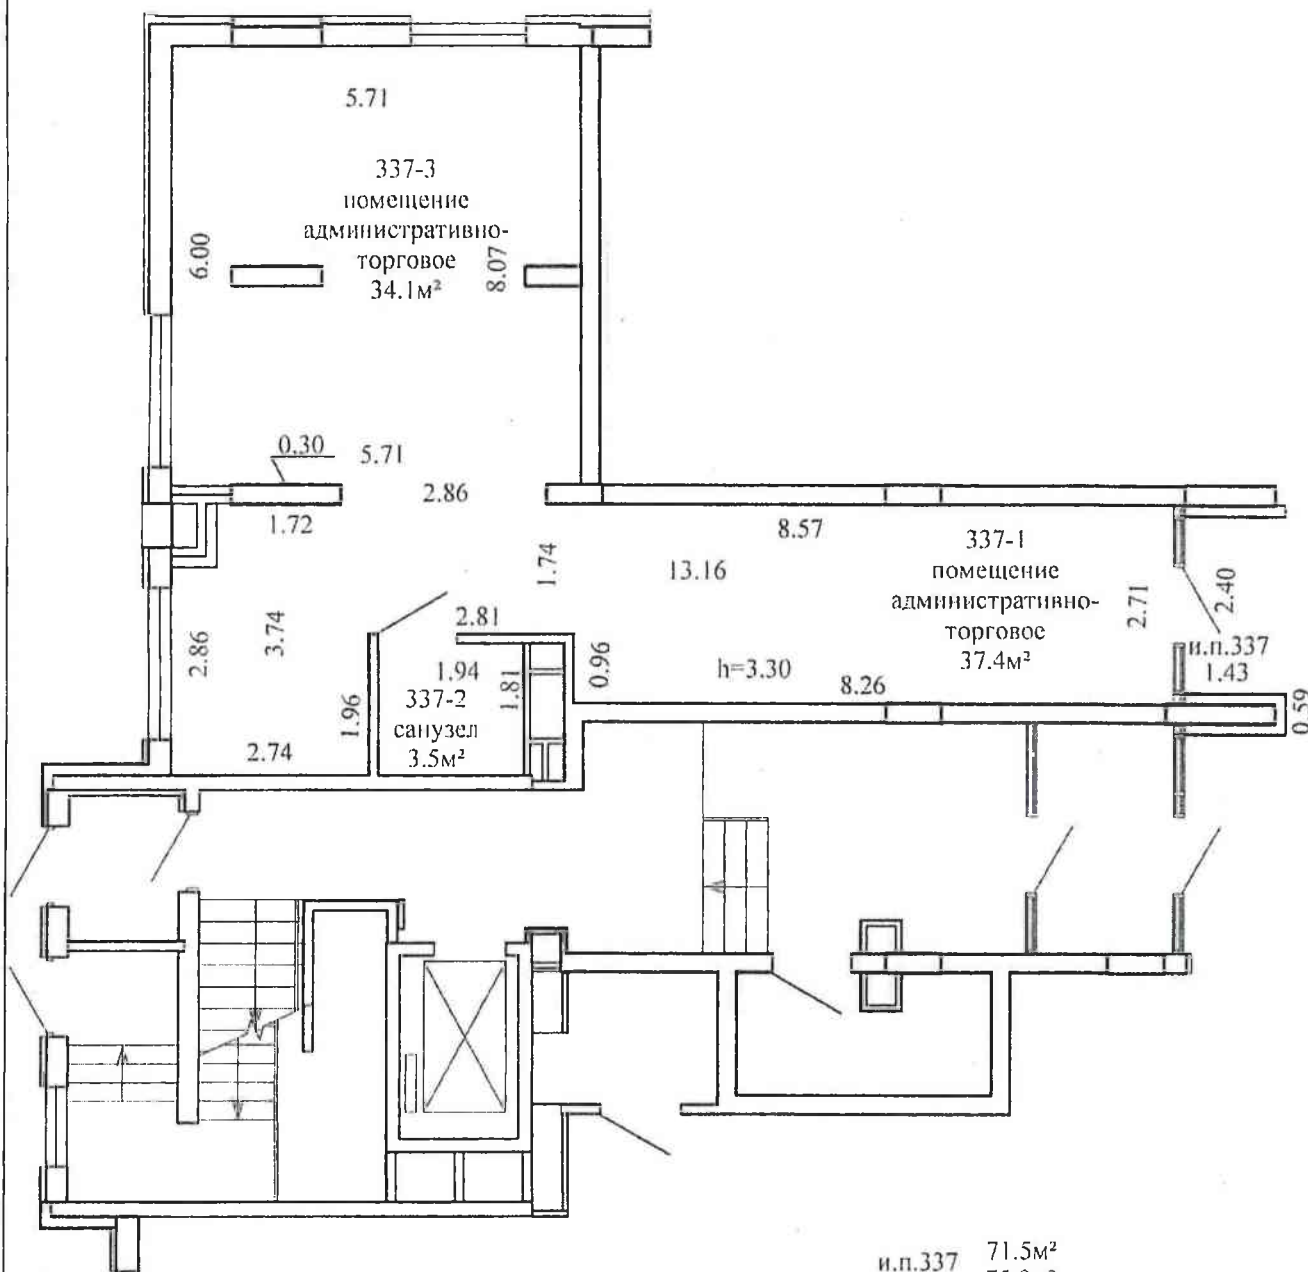 5.71
337-3
помещение
административно-
торговое
34.1м²
6.00
8.07
0.30
5.71
2.86
1.72
8.57
13.16
1.74
337-1
помещение
административно-
торговое
37.4м²
2.71
2.40
и.п.337
1.43
0.59
2.81
2.86
3.74
1.94
1.81
0.96
h=3.30
8.26
337-2
санузел
3.5м²
1.96
2.74
и.п.337
71.5м²